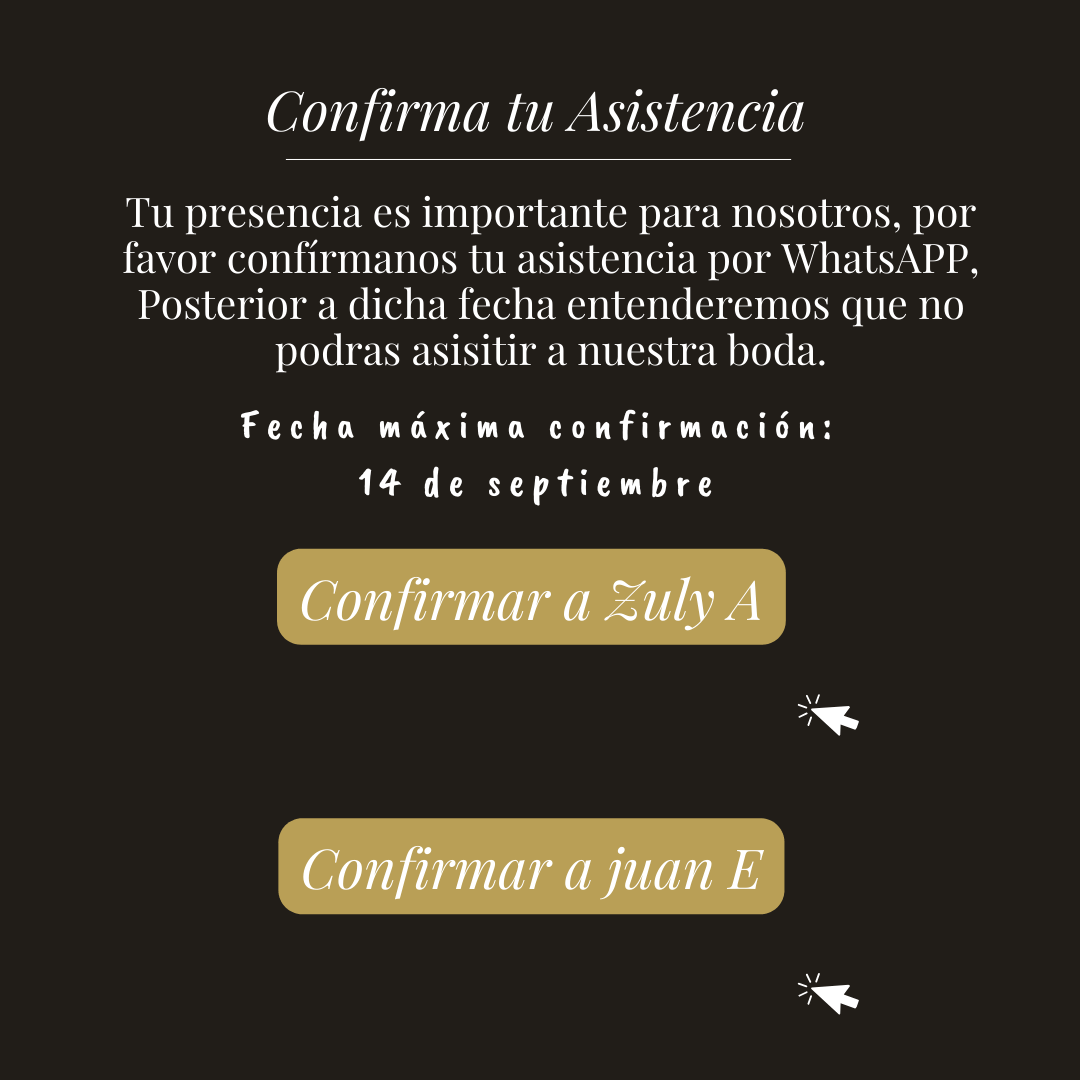 Confirma tu Asistencia
Tu presencia es importante para nosotros, por
favor confírmanos tu asistencia por WhatsAPP,
Posterior a dicha fecha entenderemos que no
podras asisitir a nuestra boda.
Fecha máxima confirmación:
14 de septiembre
Confirmar a Zuly A
Confirmar a juan E